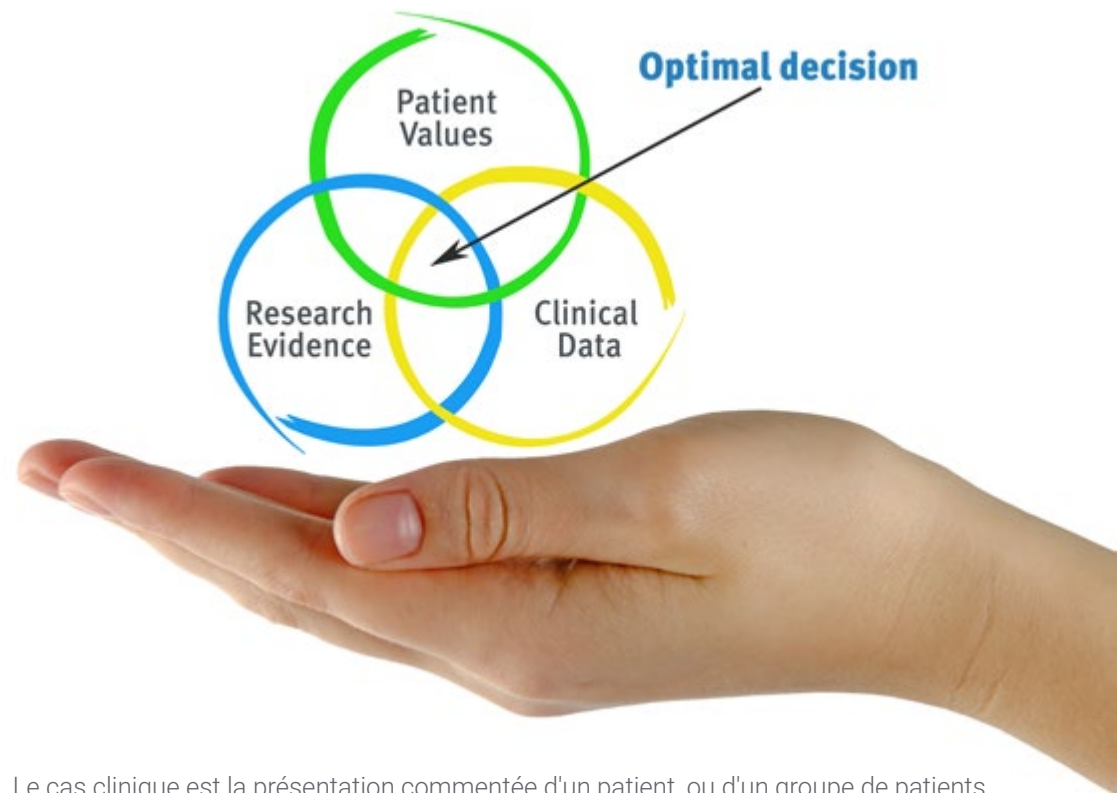 Optimal decision
Patient
Values
Research
Evidence
Clinical
Data
Le cas clinique est la présentation commentée d'un patient, ou d'un groupe de patients